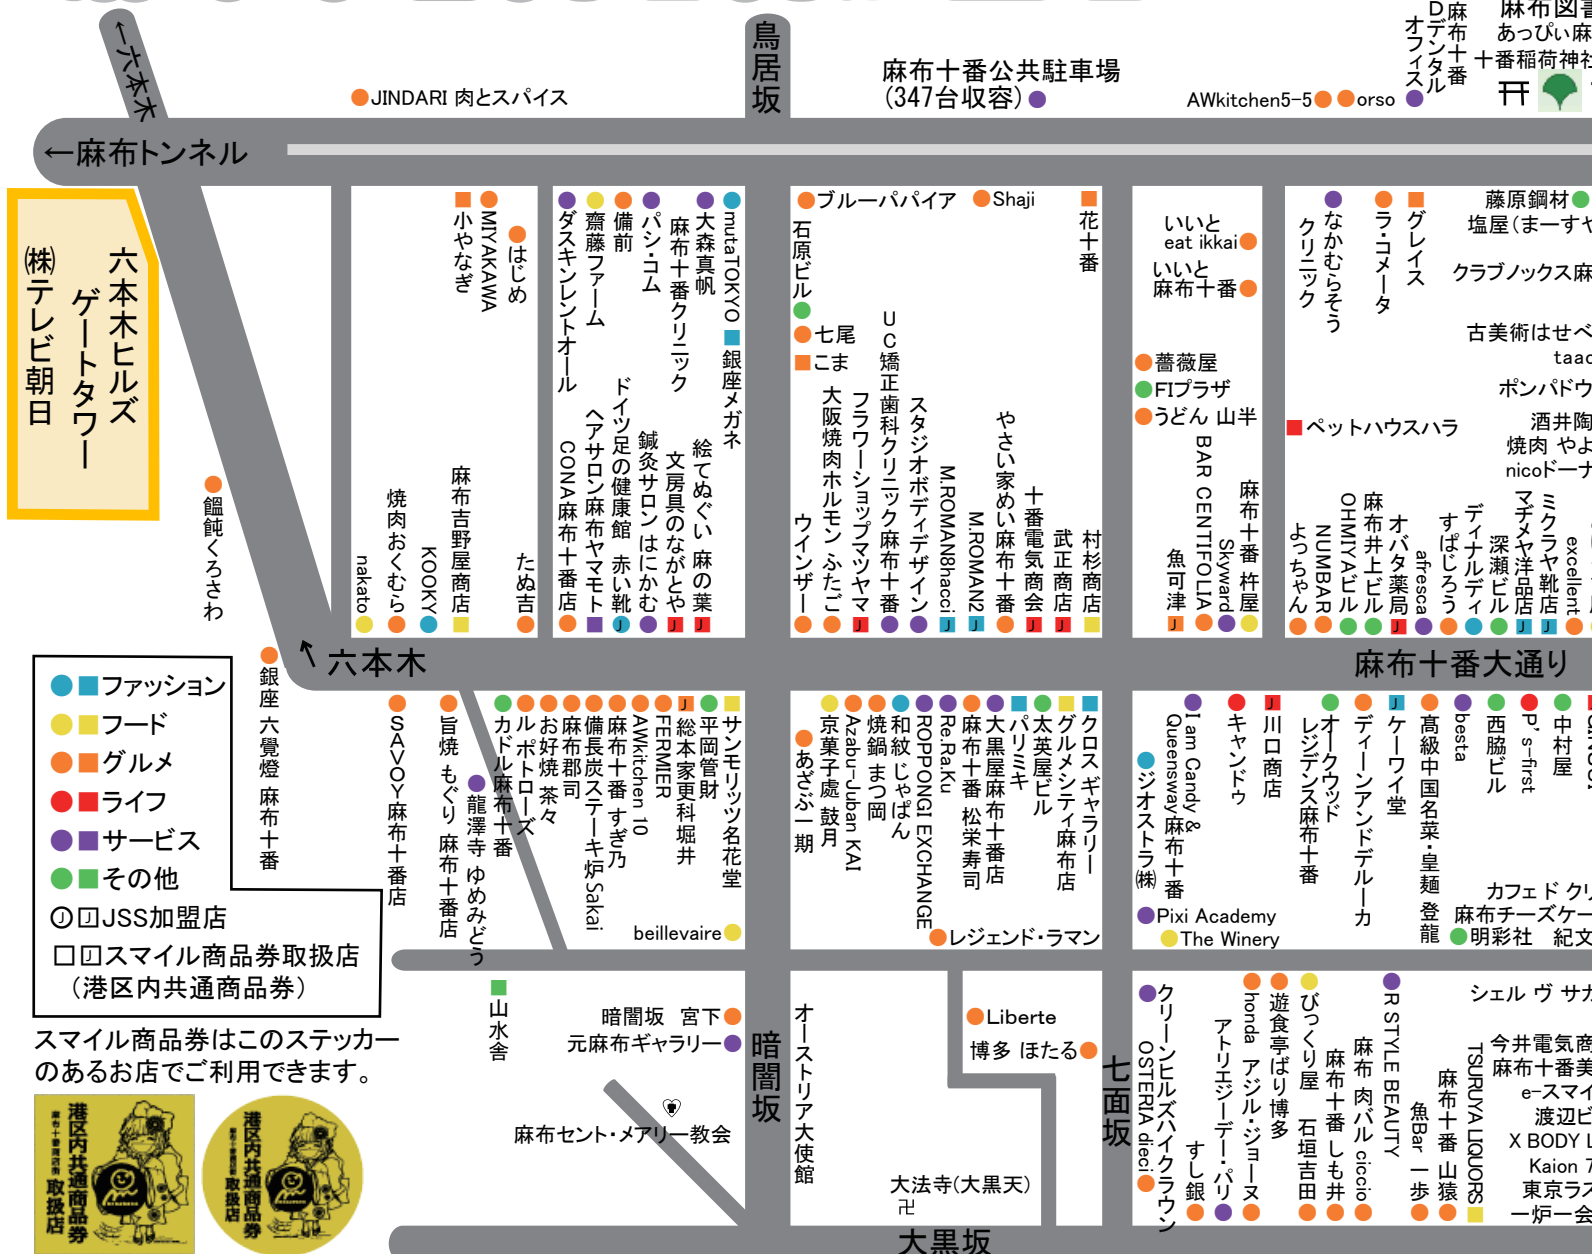 ←六本木
鳥居坂
麻布十番公共駐車場
(347台収容)
JINDARI 肉とスパイス
AWkitchen5-5
orso
麻布十番
Dデンタル
オフィス
麻布図書
あっぴぃ麻
十番稲荷神社
←麻布トンネル
六本木ヒルズ
ゲートタワー
㈱テレビ朝日
小やなぎ
MIYAKAWA
はじめ
饂飩くろさわ
nakato
焼肉おくむら
KOOKY
麻布吉野屋商店
たぬ吉
ダスキンレントオール
齋藤ファーム
備前
パシ・コム
麻布十番クリニック
大森真帆
mutaTOKYO
銀座メガネ
CONA麻布十番店
ヘアサロン麻布ヤマモト
ドイツ足の健康館 赤い靴
鍼灸サロン はにかむ
文房具のながとや
絵てぬぐい 麻の葉
ブルーパパイア
Shaji
花十番
石原ビル
七尾
こま
ウインザー
大阪焼肉ホルモン ふたご
フラワーショップマツヤマ
UC矯正歯科クリニック麻布十番
スタジオボディデザイン
M.ROMAN8hacci
M.ROMAN2
やさい家めい麻布十番
十番電気商会
武正商店
村杉商店
いいと
eat ikkai
いいと
麻布十番
薔薇屋
FIプラザ
うどん 山半
魚可津
BAR CENTIFOLIA
Skyward
麻布十番 杵屋
なかむらそう
クリニック
ラ・コメータ
グレイス
藤原鋼材
塩屋(まーすや
クラブノックス麻
古美術はせべ
taac
ポンパドウ
酒井陶
焼肉 やよ
nicoドーナ
ペットハウスハラ
よっちゃん
NUMBAR
OHMIYAビル
麻布井上ビル
オバタ薬局
afresca
すぱじろう
ディナルディ
深瀬ビル
マヂメヤ洋品店
ミクラヤ靴店
excellent
↖六本木
麻布十番大通り
ファッション
フード
グルメ
ライフ
サービス
その他
JJJSS加盟店
□Jスマイル商品券取扱店
(港区内共通商品券)
銀座 六覺燈 麻布十番
SAVOY麻布十番店
旨焼 もぐり 麻布十番店
龍澤寺 ゆめみどう
カドル麻布十番
ル ポトローズ
お好焼 茶々
麻布郡司
備長炭ステーキ炉Sakai
麻布十番 すぎ乃
AWkitchen 10
FERMIER
総本家更科堀井
平岡管財
サンモリッツ名花堂
beillevaire
あざぶ一期
京菓子處 鼓月
Azabu-Juban KAI
焼鍋 まつ岡
和紋 じゃぱん
ROPPONGI EXCHANGE
Re.Ra.Ku
麻布十番 松栄寿司
大黒屋麻布十番店
パリミキ
太英屋ビル
グルメシティ麻布店
クロス ギャラリー
レジェンド・ラマン
ジオストラ㈱
I am Candy &
Queensway麻布十番
キャンドゥ
川口商店
オークウッド
レジデンス麻布十番
ディーンアンドデルーカ
ケーワイ堂
高級中国名菜・皇麺 登龍
besta
西脇ビル
P's-first
中村屋
Pixi Academy
The Winery
カフェド クリ
麻布チーズケー
明彩社 紀文
山水舎
暗闇坂 宮下
元麻布ギャラリー
麻布セント・メアリー教会
暗闇坂
オーストリア大使館
Liberte
博多 ほたる
大法寺(大黒天)
卍
大黒坂
七面坂
クリーンヒルズハイクラウン
OSTERIA dieci
すし銀
アトリエジーデー・パリ
honda アジル・ジョーヌ
遊食亭ばり博多
びっくり屋
石垣吉田
麻布十番 しも井
麻布 肉バル ciccio
R STYLE BEAUTY
魚Bar 一歩
麻布十番 山猿
TSURUYA LIQUORS
シェル ヴ サカ
今井電気商
麻布十番美
e-スマイ
渡辺ビ
X BODY L
Kaion 7
東京ラス
一炉一会
スマイル商品券はこのステッカー
のあるお店でご利用できます。
港区内共通商品券
麻布十番商店街 取扱店
港区内共通商品券
取扱店